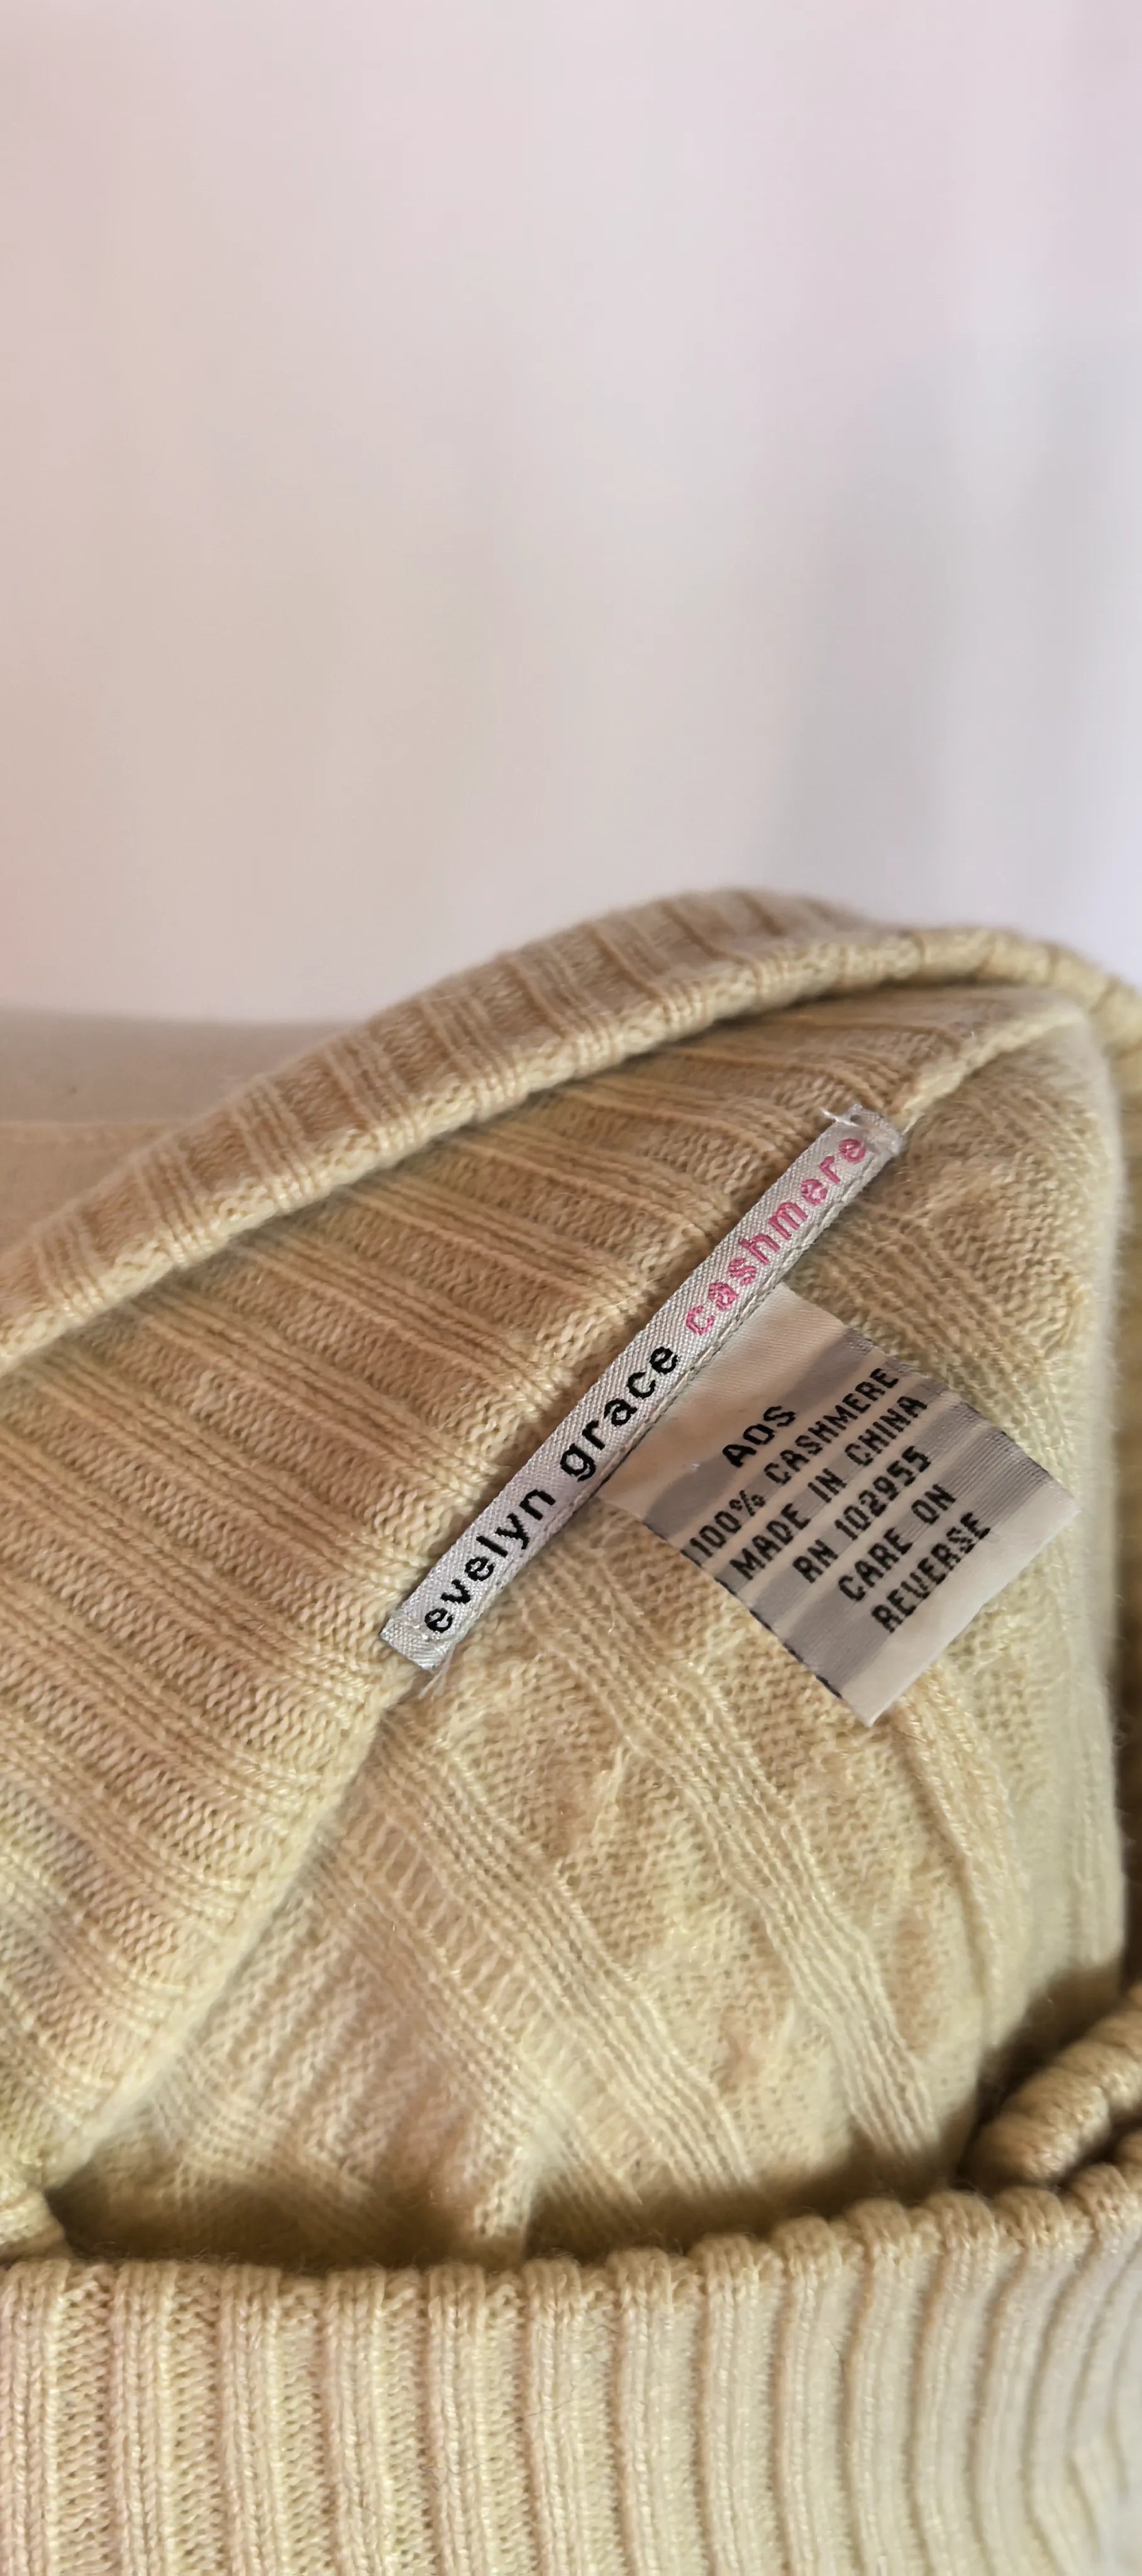 evelyn grace cashmere
AOS
100% CASHMERE
MADE IN CHINA
RN 102955
CARE ON
REVERSE